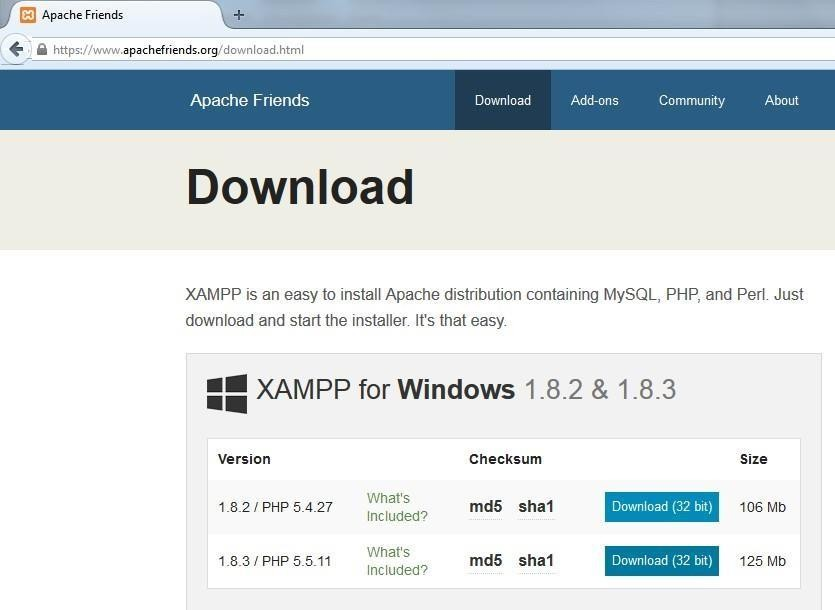 Apache Friends
https://www.apachefriends.org/download.html
Apache Friends Download Add-ons Community About
Download
XAMPP is an easy to install Apache distribution containing MySQL, PHP, and Perl. Just
download and start the installer. It's that easy.
XAMPP for Windows 1.8.2 & 1.8.3
Version Checksum Size
1.8.2 / PHP 5.4.27 What's Included? md5 sha1 Download (32 bit) 106 Mb
1.8.3 / PHP 5.5.11 What's Included? md5 sha1 Download (32 bit) 125 Mb